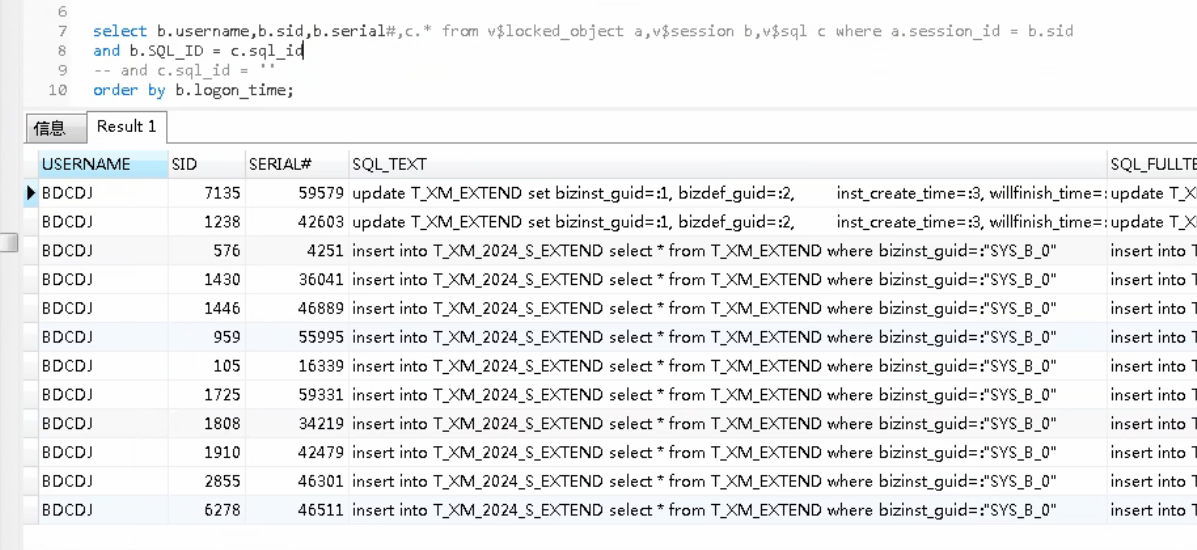 6
7 select b.username,b.sid,b.serial#,c.* from v$locked_object a,v$session b,v$sql c where a.session_id = b.sid
8 and b.SQL_ID = c.sql_id
9 -- and c.sql_id = ''
10 order by b.logon_time;
信息 Result 1
USERNAME SID SERIAL# SQL_TEXT SQL_FULLTE
BDCDJ 7135 59579 update T_XM_EXTEND set bizinst_guid=:1, bizdef_guid=:2, inst_create_time=:3, willfinish_time=: update T_X
BDCDJ 1238 42603 update T_XM_EXTEND set bizinst_guid=:1, bizdef_guid=:2, inst_create_time=:3, willfinish_time=: update T_X
BDCDJ 576 4251 insert into T_XM_2024_S_EXTEND select * from T_XM_EXTEND where bizinst_guid=:"SYS_B_0" insert into T
BDCDJ 1430 36041 insert into T_XM_2024_S_EXTEND select * from T_XM_EXTEND where bizinst_guid=:"SYS_B_0" insert into T
BDCDJ 1446 46889 insert into T_XM_2024_S_EXTEND select * from T_XM_EXTEND where bizinst_guid=:"SYS_B_0" insert into T
BDCDJ 959 55995 insert into T_XM_2024_S_EXTEND select * from T_XM_EXTEND where bizinst_guid=:"SYS_B_0" insert into T
BDCDJ 105 16339 insert into T_XM_2024_S_EXTEND select * from T_XM_EXTEND where bizinst_guid=:"SYS_B_0" insert into T
BDCDJ 1725 59331 insert into T_XM_2024_S_EXTEND select * from T_XM_EXTEND where bizinst_guid=:"SYS_B_0" insert into T
BDCDJ 1808 34219 insert into T_XM_2024_S_EXTEND select * from T_XM_EXTEND where bizinst_guid=:"SYS_B_0" insert into T
BDCDJ 1910 42479 insert into T_XM_2024_S_EXTEND select * from T_XM_EXTEND where bizinst_guid=:"SYS_B_0" insert into T
BDCDJ 2855 46301 insert into T_XM_2024_S_EXTEND select * from T_XM_EXTEND where bizinst_guid=:"SYS_B_0" insert into T
BDCDJ 6278 46511 insert into T_XM_2024_S_EXTEND select * from T_XM_EXTEND where bizinst_guid=:"SYS_B_0" insert into T